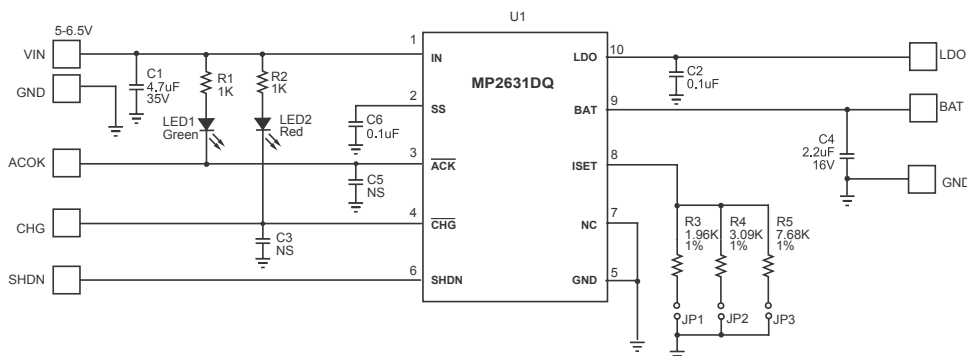 U1
5-6.5V
VIN
GND
C1
4.7uF
35V
R1
1K
R2
1K
LED1
Green
LED2
Red
ACOK
CHG
SHDN
C6
0.1uF
C5
NS
C3
NS
1
2
3
4
6
MP2631DQ
IN
SS
ACK
CHG
SHDN
LDO
BAT
ISET
NC
GND
10
9
8
7
5
C2
0.1uF
LDO
BAT
C4
2.2uF
16V
GND
R3
1.96K
1%
R4
3.09K
1%
R5
7.68K
1%
JP1
JP2
JP3